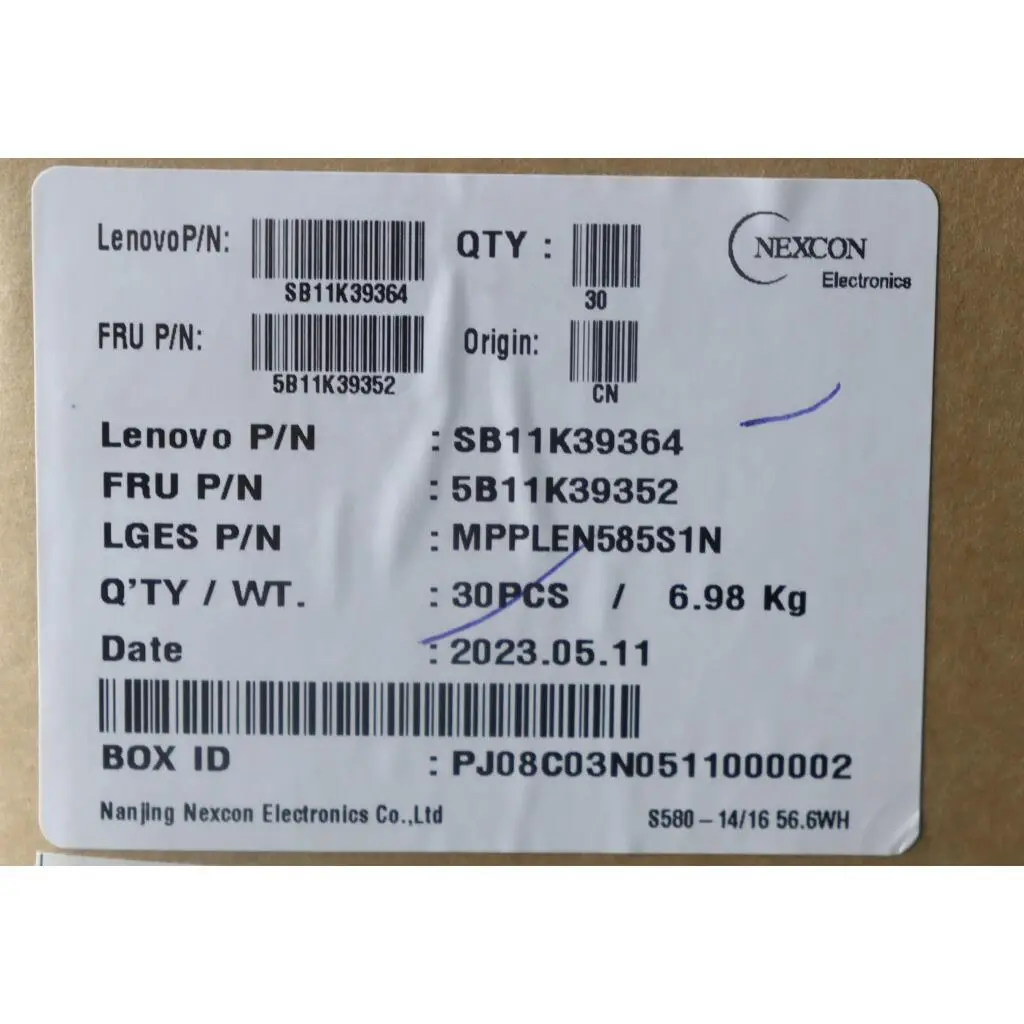 LenovoP/N:
SB11K39364
QTY :
30
NEXCON
Electronics
FRU P/N:
5B11K39352
Origin:
CN
Lenovo P/N : SB11K39364
FRU P/N : 5B11K39352
LGES P/N : MPPLEN585S1N
Q'TY / WT. : 30PCS / 6.98 Kg
Date : 2023.05.11
BOX ID : PJ08C03N0511000002
Nanjing Nexcon Electronics Co.,Ltd
S580-14/16 56.6WH